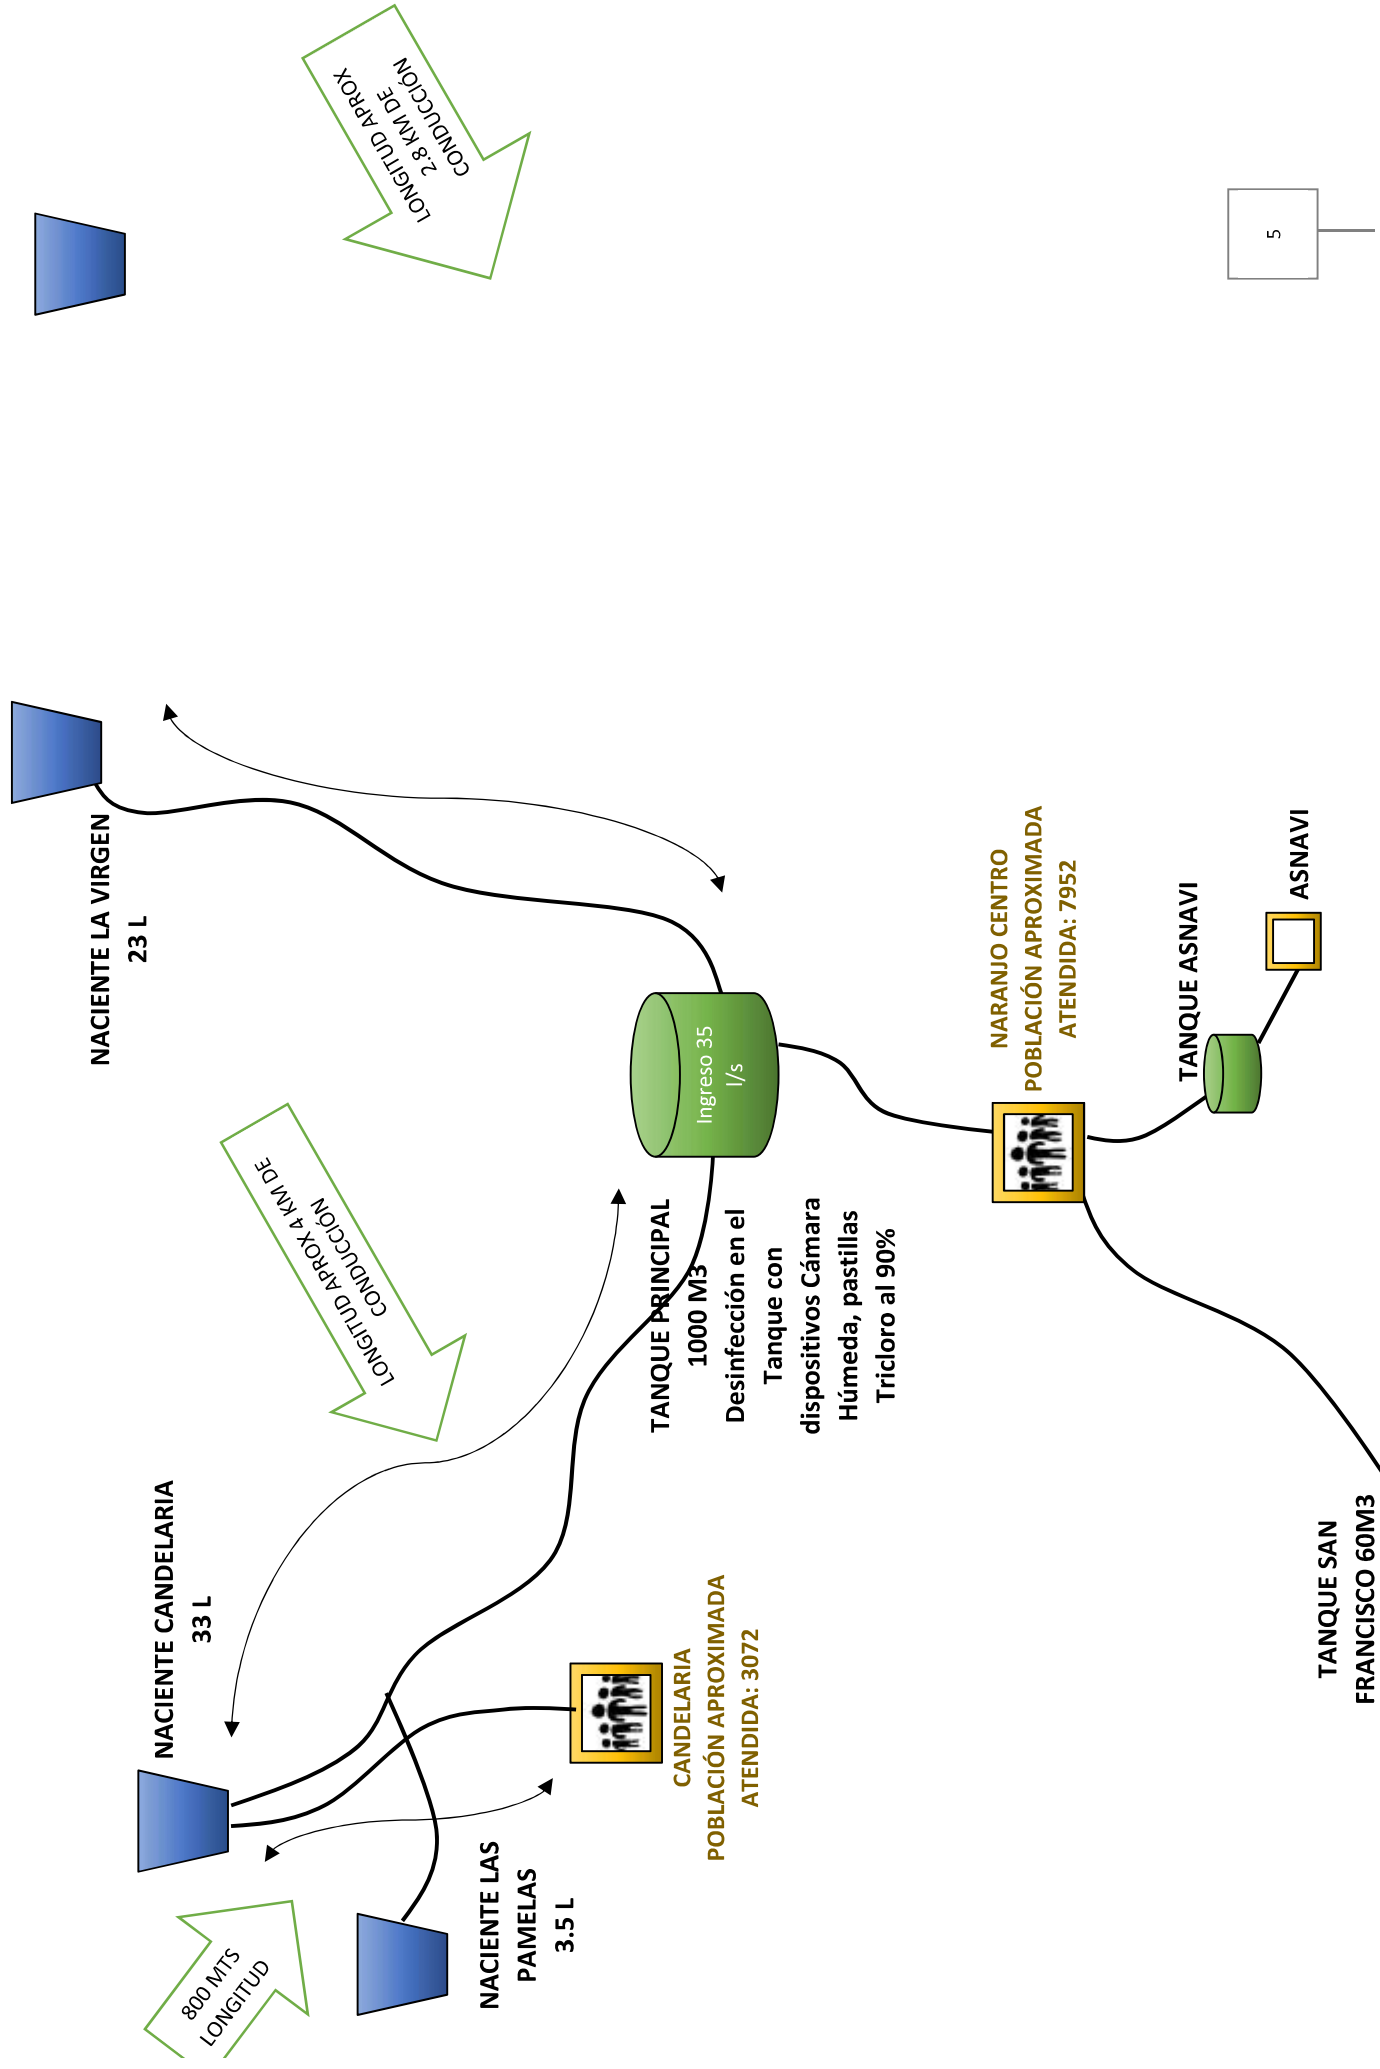 800 MTS
LONGITUD
NACIENTE LAS
PAMELAS
3.5 L
NACIENTE CANDELARIA
33 L
CANDELARIA
POBLACIÓN APROXIMADA
ATENDIDA: 3072
LONGITUD APROX 4 KM DE
CONDUCCIÓN
TANQUE PRINCIPAL
1000 M3
Desinfección en el
Tanque con
dispositivos Cámara
Húmeda, pastillas
Tricloro al 90%
Ingreso 35
l/s
NACIENTE LA VIRGEN
23 L
LONGITUD APROX
2.8 KM DE
CONDUCCIÓN
NARANJO CENTRO
POBLACIÓN APROXIMADA
ATENDIDA: 7952
TANQUE ASNAVI
ASNAVI
TANQUE SAN
FRANCISCO 60M3
5